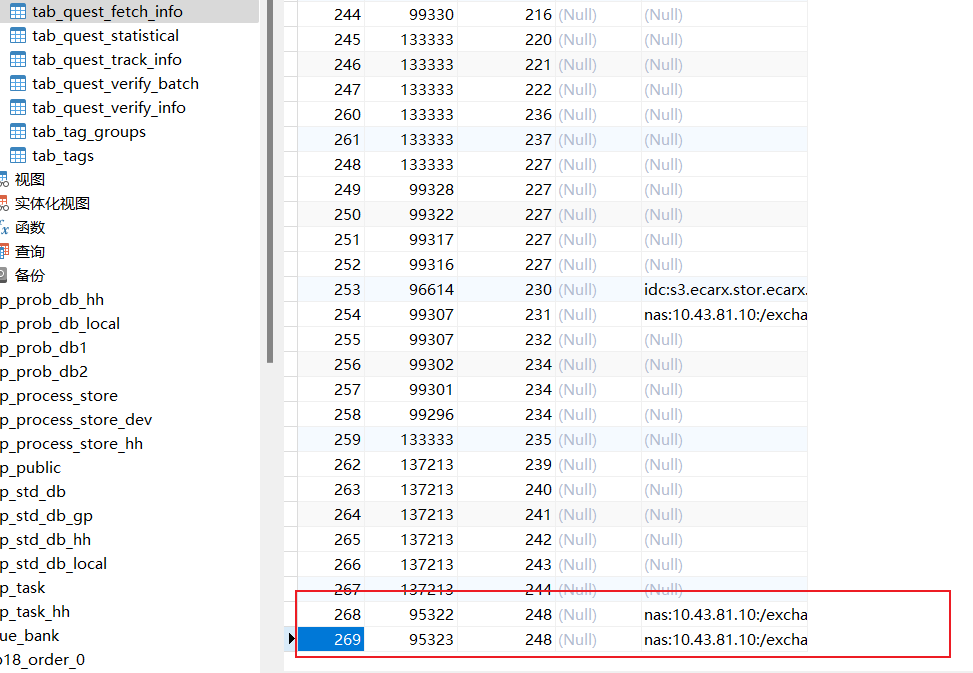 tab_quest_fetch_info
tab_quest_statistical
tab_quest_track_info
tab_quest_verify_batch
tab_quest_verify_info
tab_tag_groups
tab_tags
视图
实体化视图
函数
查询
备份
p_prob_db_hh
p_prob_db_local
p_prob_db1
p_prob_db2
p_process_store
p_process_store_dev
p_process_store_hh
p_public
p_std_db
p_std_db_gp
p_std_db_hh
p_std_db_local
p_task
p_task_hh
ue_bank
o18_order_0
244 99330 216 (Null) (Null)
245 133333 220 (Null) (Null)
246 133333 221 (Null) (Null)
247 133333 222 (Null) (Null)
260 133333 236 (Null) (Null)
261 133333 237 (Null) (Null)
248 133333 227 (Null) (Null)
249 99328 227 (Null) (Null)
250 99322 227 (Null) (Null)
251 99317 227 (Null) (Null)
252 99316 227 (Null) (Null)
253 96614 230 (Null) idc:s3.ecarx.stor.ecarx.
254 99307 231 (Null) nas:10.43.81.10:/excha
255 99307 232 (Null) (Null)
256 99302 234 (Null) (Null)
257 99301 234 (Null) (Null)
258 99296 234 (Null) (Null)
259 133333 235 (Null) (Null)
262 137213 239 (Null) (Null)
263 137213 240 (Null) (Null)
264 137213 241 (Null) (Null)
265 137213 242 (Null) (Null)
266 137213 243 (Null) (Null)
267 137213 244 (Null) (Null)
268 95322 248 (Null) nas:10.43.81.10:/excha
269 95323 248 (Null) nas:10.43.81.10:/excha